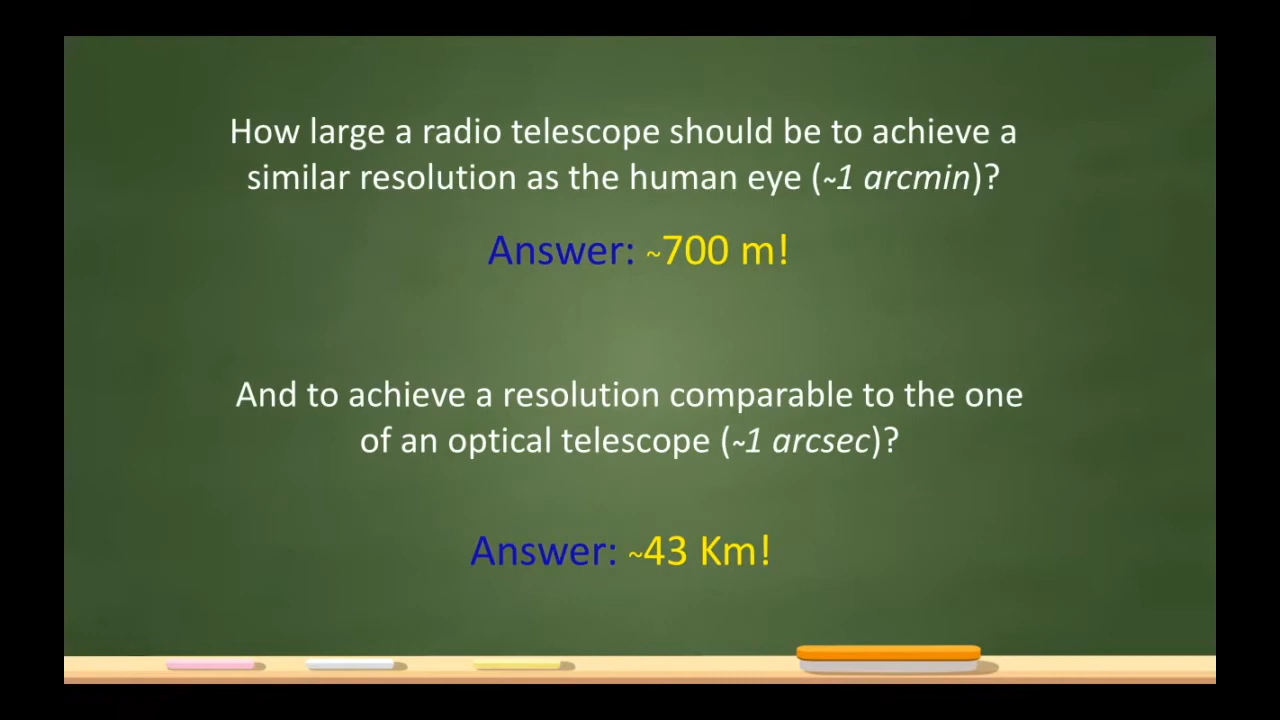 How large a radio telescope should be to achieve a
similar resolution as the human eye (~1 arcmin)?
Answer: ~700 m!
And to achieve a resolution comparable to the one
of an optical telescope (~1 arcsec)?
Answer: ~43 Km!